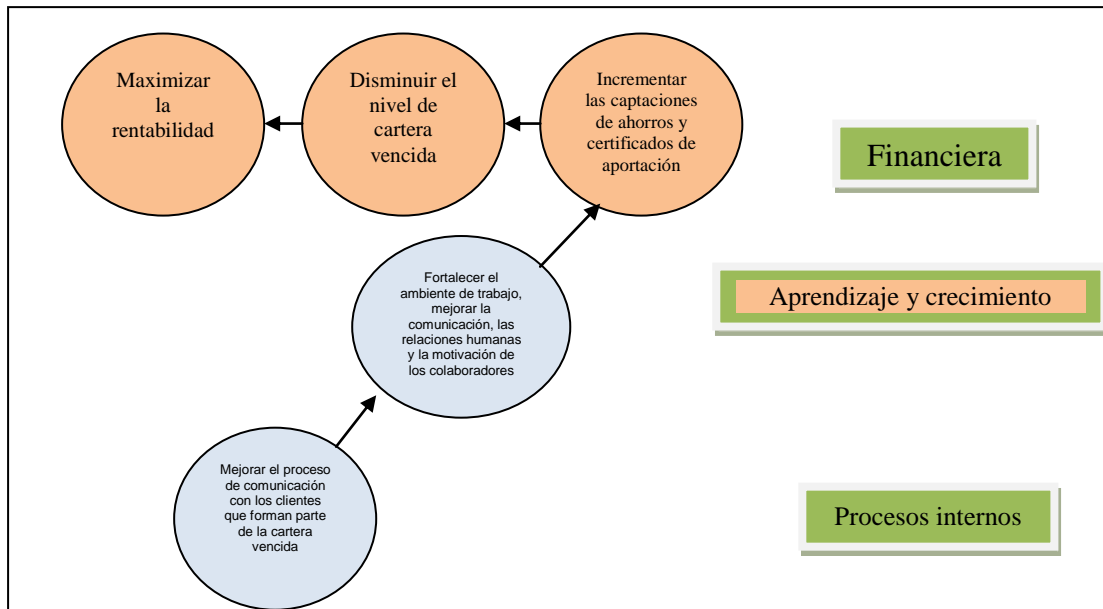 Maximizar
la
rentabilidad
Disminuir el
nivel de
cartera
vencida
Incrementar
las captaciones
de ahorros y
certificados de
aportación
Financiera
Fortalecer el
ambiente de trabajo,
mejorar la
comunicación, las
relaciones humanas
y la motivación de
los colaboradores
Aprendizaje y crecimiento
Mejorar el proceso
de comunicación
con los clientes
que forman parte
de la cartera
vencida
Procesos internos